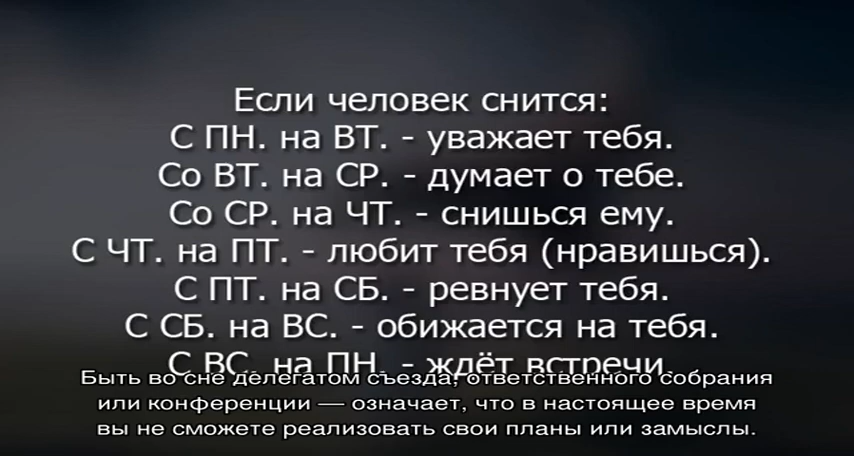 Если человек снится:
С ПН. на ВТ. - уважает тебя.
Со ВТ. на СР. - думает о тебе.
Со СР. на ЧТ. - снишься ему.
С ЧТ. на ПТ. - любит тебя (нравишься).
С ПТ. на СБ. - ревнует тебя.
С СБ. на ВС. - обижается на тебя.
С ВС. на ПН. - ждёт встречи.
Быть во сне делегатом съезда, ответственного собрания
или конференции — означает, что в настоящее время
вы не сможете реализовать свои планы или замыслы.